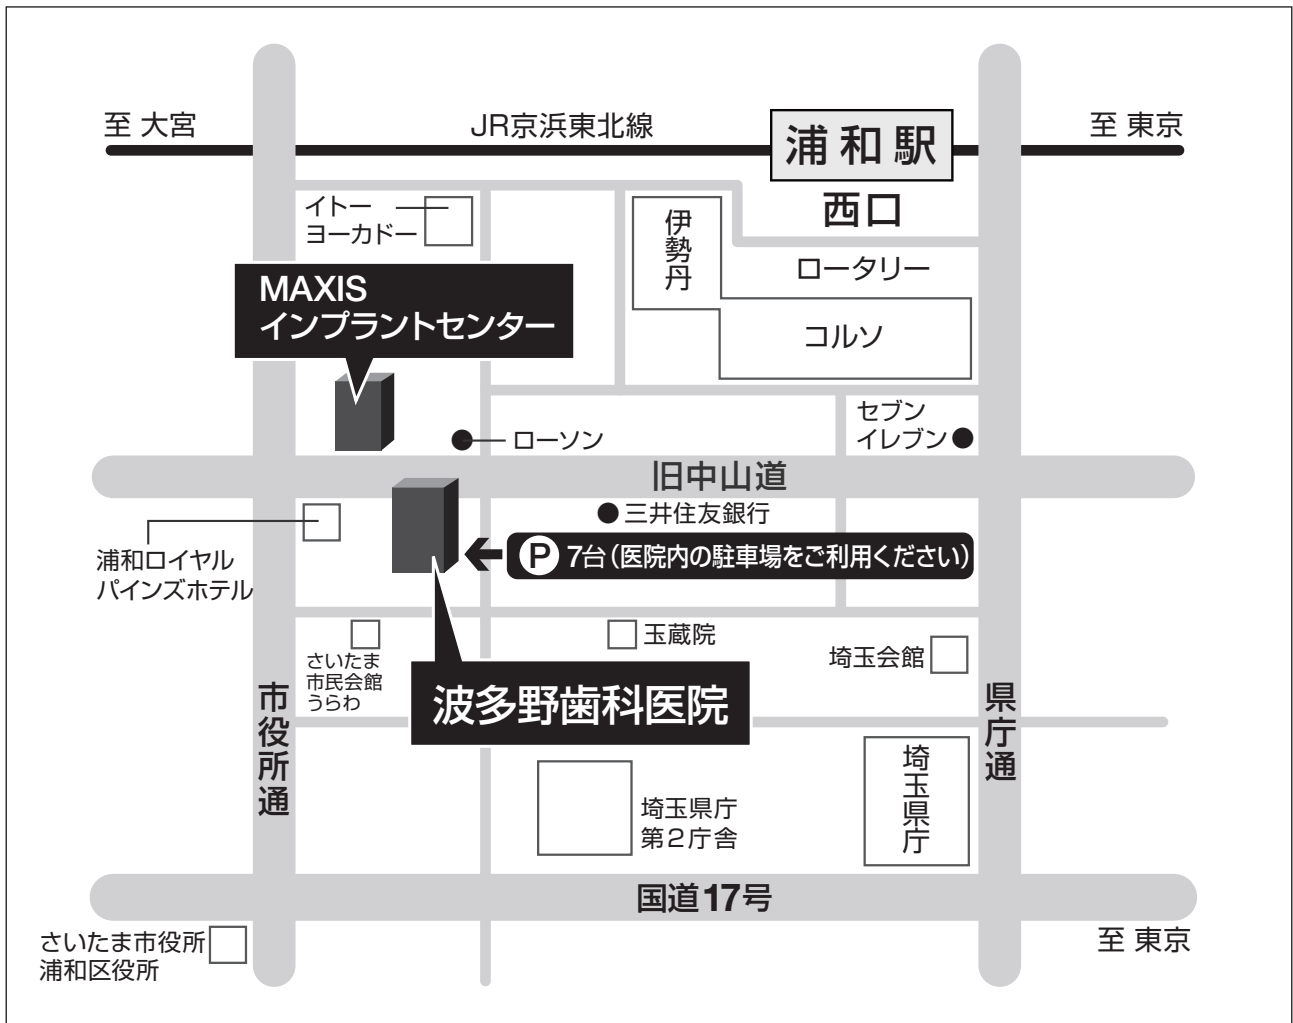 至 大宮
JR京浜東北線
浦和駅
至 東京
西口
イトー
ヨーカドー
伊勢丹
ロータリー
コルソ
MAXIS
インプラントセンター
セブン
イレブン
ローソン
旧中山道
三井住友銀行
P 7台(医院内の駐車場をご利用ください)
浦和ロイヤル
パインズホテル
さいたま
市民会館
うらわ
玉蔵院
埼玉会館
波多野歯科医院
市役所通
県庁通
埼玉県庁
第2庁舎
埼玉県庁
国道17号
さいたま市役所
浦和区役所
至 東京